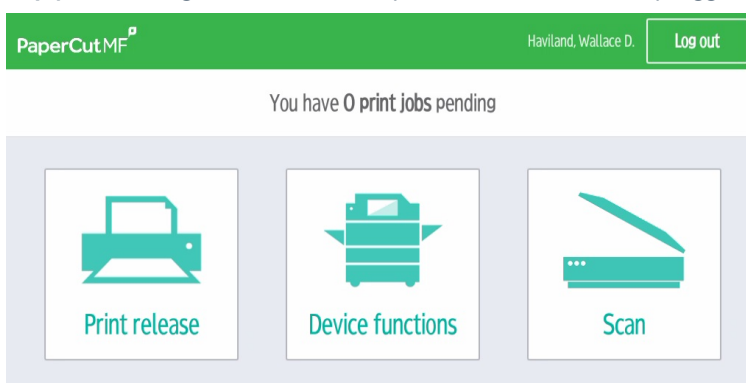 PaperCut MF
Haviland, Wallace D.
Log out
You have 0 print jobs pending
Print release
Device functions
Scan